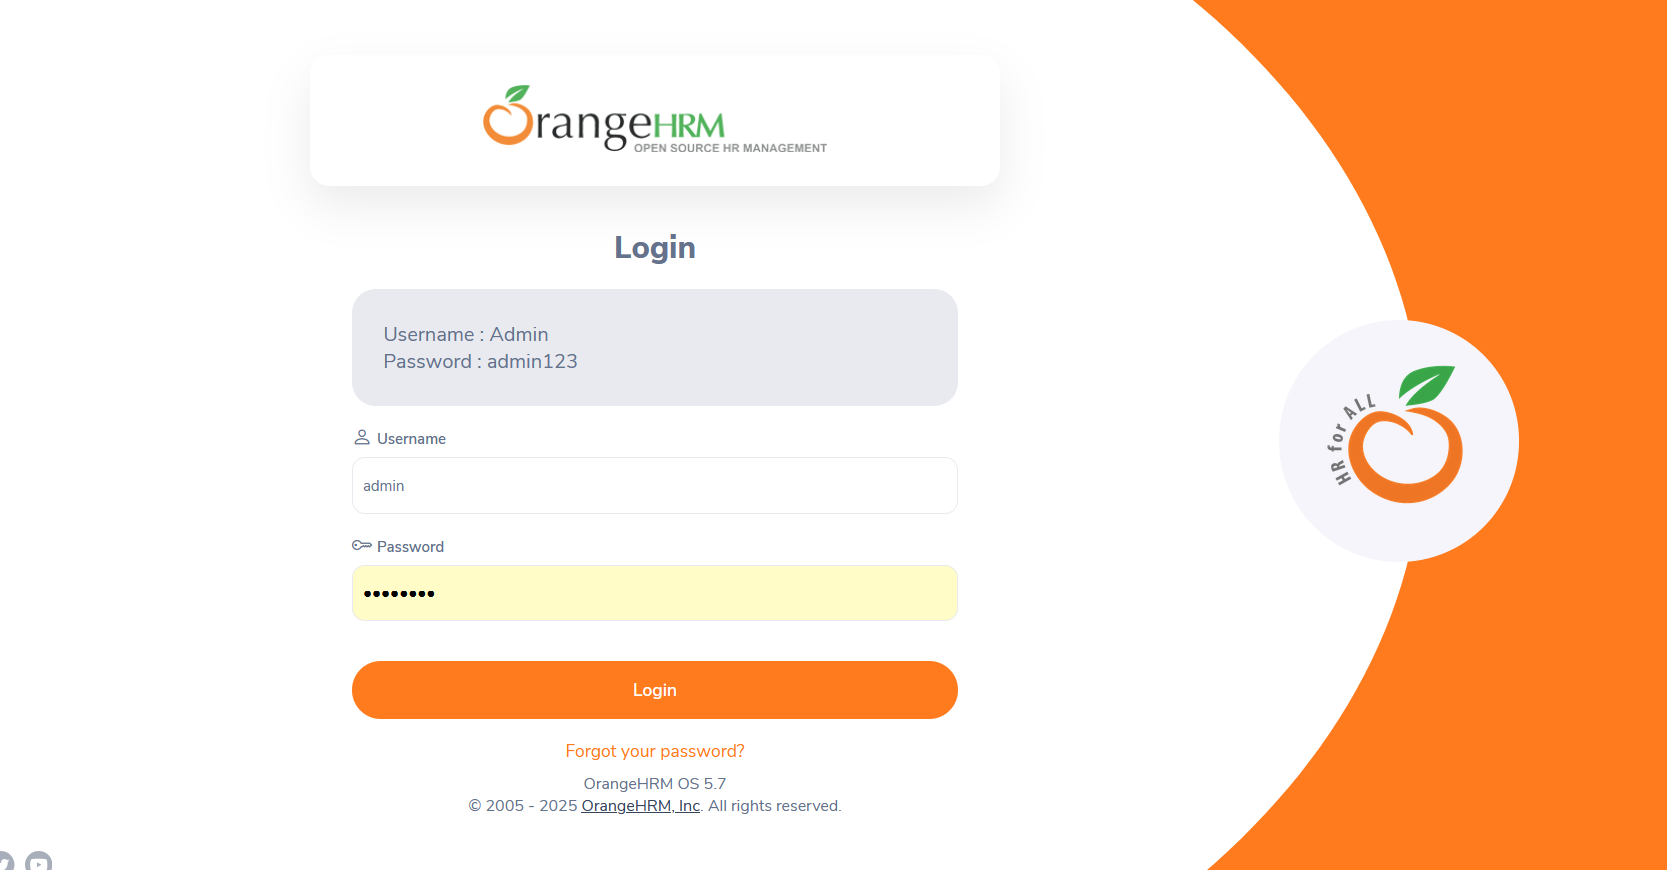 OrangeHRM
OPEN SOURCE HR MANAGEMENT
Login
Username : Admin
Password : admin123
Username
admin
Password
••••••••
Login
Forgot your password?
OrangeHRM OS 5.7
© 2005 - 2025 OrangeHRM, Inc. All rights reserved.
HR for ALL